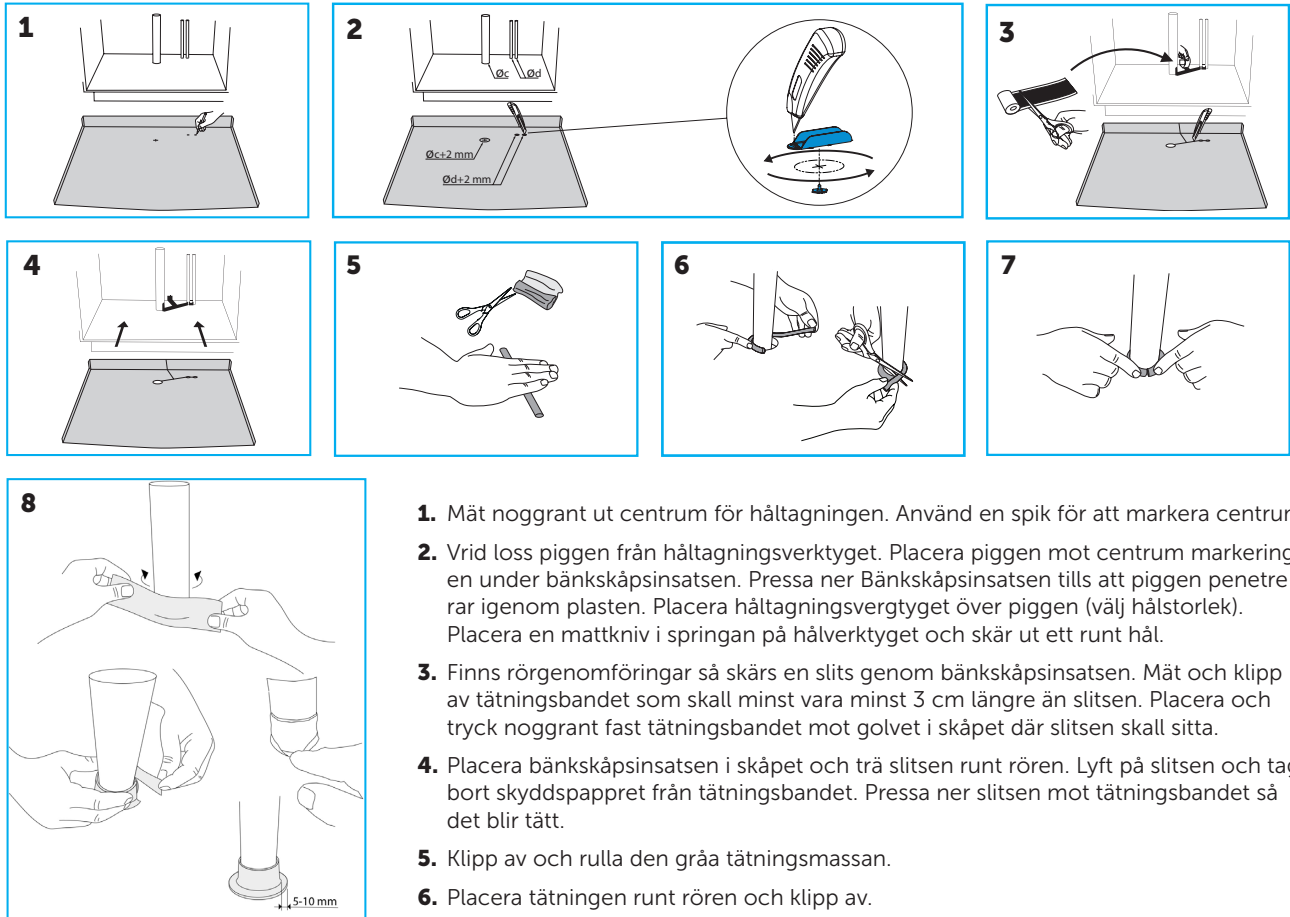 1
2
Øc Ød
Øc+2 mm
Ød+2 mm
3
4
5
6
7
8
5-10 mm
1. Mät noggrant ut centrum för håltagningen. Använd en spik för att markera centrum
2. Vrid loss piggen från håltagningsverktyget. Placera piggen mot centrum markering
en under bänkskåpsinsatsen. Pressa ner Bänkskåpsinsatsen tills att piggen penetre
rar igenom plasten. Placera håltagningsvergtyget över piggen (välj hålstorlek).
Placera en mattkniv i springan på hålverktyget och skär ut ett runt hål.
3. Finns rörgenomföringar så skärs en slits genom bänkskåpsinsatsen. Mät och klipp
av tätningsbandet som skall minst vara minst 3 cm längre än slitsen. Placera och
tryck noggrant fast tätningsbandet mot golvet i skåpet där slitsen skall sitta.
4. Placera bänkskåpsinsatsen i skåpet och trä slitsen runt rören. Lyft på slitsen och tag
bort skyddspappret från tätningsbandet. Pressa ner slitsen mot tätningsbandet så
det blir tätt.
5. Klipp av och rulla den gråa tätningsmassan.
6. Placera tätningen runt rören och klipp av.